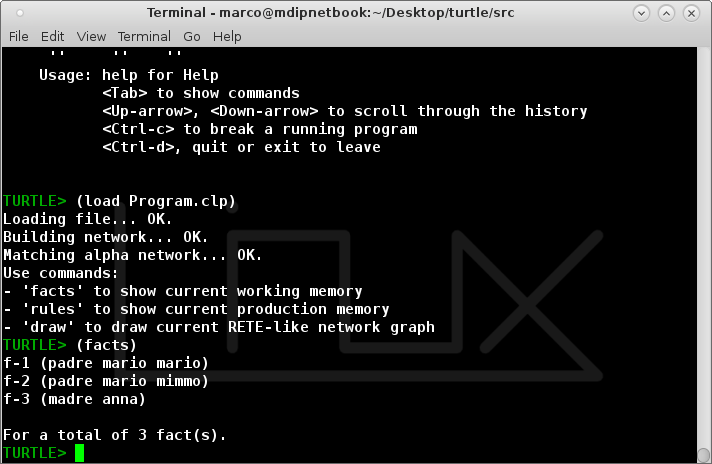 Terminal - marco@mdipnetbook:~/Desktop/turtle/src
File Edit View Terminal Go Help
Usage: help for Help
<Tab> to show commands
<Up-arrow>, <Down-arrow> to scroll through the history
<Ctrl-c> to break a running program
<Ctrl-d>, quit or exit to leave
TURTLE> (load Program.clp)
Loading file... OK.
Building network... OK.
Matching alpha network... OK.
Use commands:
- 'facts' to show current working memory
- 'rules' to show current production memory
- 'draw' to draw current RETE-like network graph
TURTLE> (facts)
f-1 (padre mario mario)
f-2 (padre mario mimmo)
f-3 (madre anna)
For a total of 3 fact(s).
TURTLE>